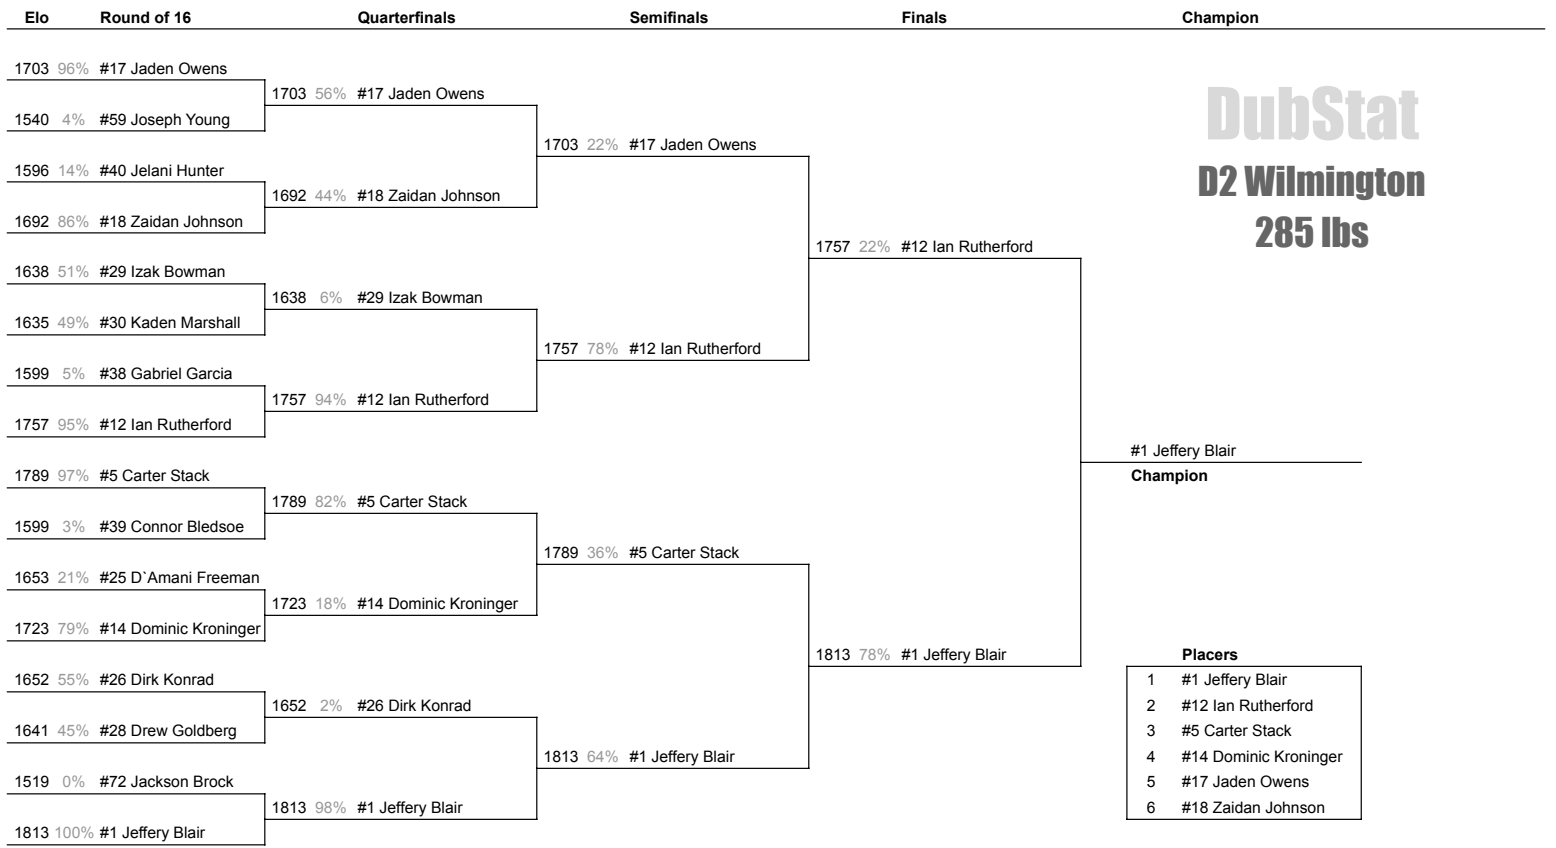 Elo Round of 16 Quarterfinals Semifinals Finals Champion
1703 96% #17 Jaden Owens
1703 56% #17 Jaden Owens
1540 4% #59 Joseph Young
1703 22% #17 Jaden Owens
1596 14% #40 Jelani Hunter
1692 44% #18 Zaidan Johnson
1692 86% #18 Zaidan Johnson
1757 22% #12 Ian Rutherford
1638 51% #29 Izak Bowman
1638 6% #29 Izak Bowman
1635 49% #30 Kaden Marshall
1757 78% #12 Ian Rutherford
1599 5% #38 Gabriel Garcia
1757 94% #12 Ian Rutherford
1757 95% #12 Ian Rutherford
#1 Jeffery Blair
Champion
1789 97% #5 Carter Stack
1789 82% #5 Carter Stack
1599 3% #39 Connor Bledsoe
1789 36% #5 Carter Stack
1653 21% #25 D`Amani Freeman
1723 18% #14 Dominic Kroninger
1723 79% #14 Dominic Kroninger
1813 78% #1 Jeffery Blair
1652 55% #26 Dirk Konrad
1652 2% #26 Dirk Konrad
1641 45% #28 Drew Goldberg
1813 64% #1 Jeffery Blair
1519 0% #72 Jackson Brock
1813 98% #1 Jeffery Blair
1813 100% #1 Jeffery Blair
DubStat
D2 Wilmington
285 lbs
Placers
1 #1 Jeffery Blair
2 #12 Ian Rutherford
3 #5 Carter Stack
4 #14 Dominic Kroninger
5 #17 Jaden Owens
6 #18 Zaidan Johnson